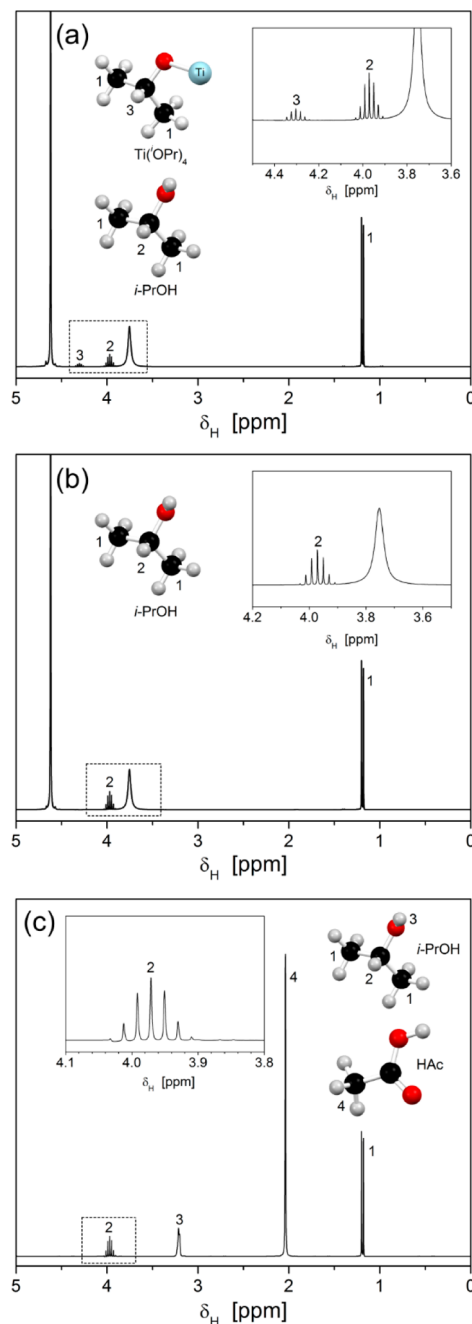 (a)
Ti
1
3
1
Ti(ⁱOPr)₄
1
2
1
i-PrOH
2
3
4.4 4.2 4.0 3.8 3.6
δH [ppm]
1
3
2
5 4 3 2 1 0
δH [ppm]
(b)
1
2
1
i-PrOH
2
4.2 4.0 3.8 3.6
δH [ppm]
1
2
5 4 3 2 1 0
δH [ppm]
(c)
2
4.1 4.0 3.9 3.8
δH [ppm]
4
3
i-PrOH
1
2
1
HAc
4
1
2
3
5 4 3 2 1 0
δH [ppm]